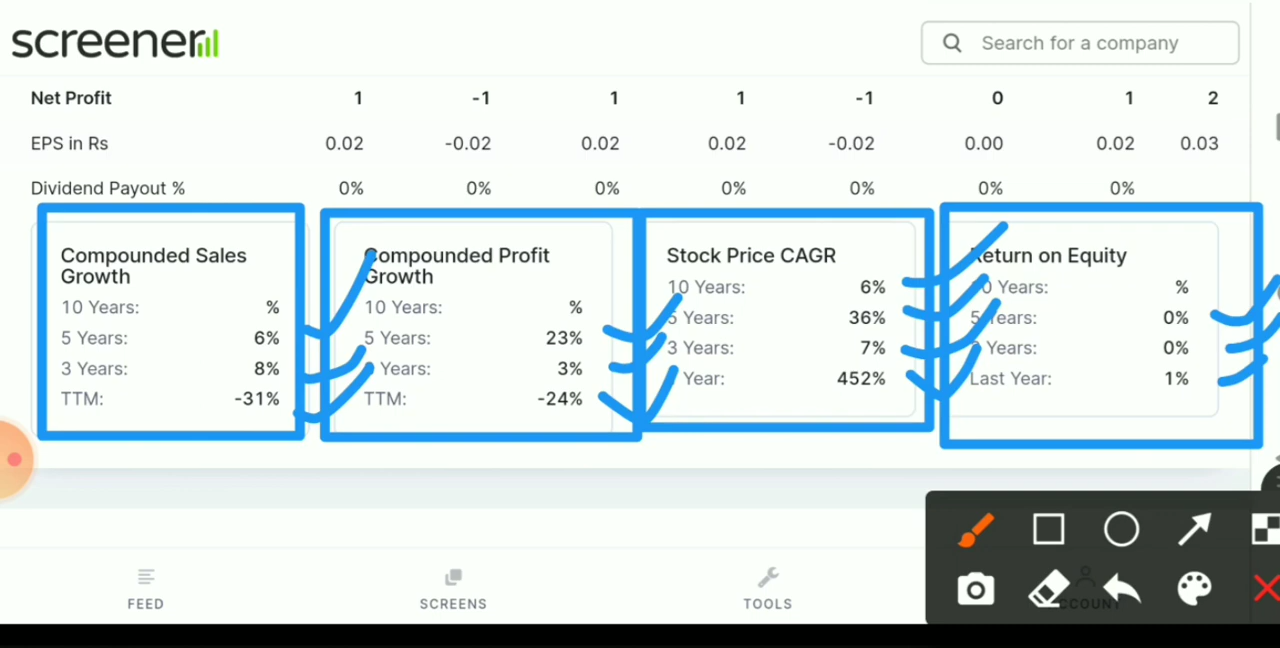 screener
Search for a company
Net Profit 1 -1 1 1 -1 0 1 2
EPS in Rs 0.02 -0.02 0.02 0.02 -0.02 0.00 0.02 0.03
Dividend Payout % 0% 0% 0% 0% 0% 0% 0%
Compounded Sales
Growth
10 Years: %
5 Years: 6%
3 Years: 8%
TTM: -31%
Compounded Profit
Growth
10 Years: %
5 Years: 23%
Years: 3%
TTM: -24%
Stock Price CAGR
10 Years: 6%
5 Years: 36%
3 Years: 7%
Year: 452%
Return on Equity
Years: %
5 Years: 0%
Years: 0%
Last Year: 1%
FEED
SCREENS
TOOLS
ACCOUNT